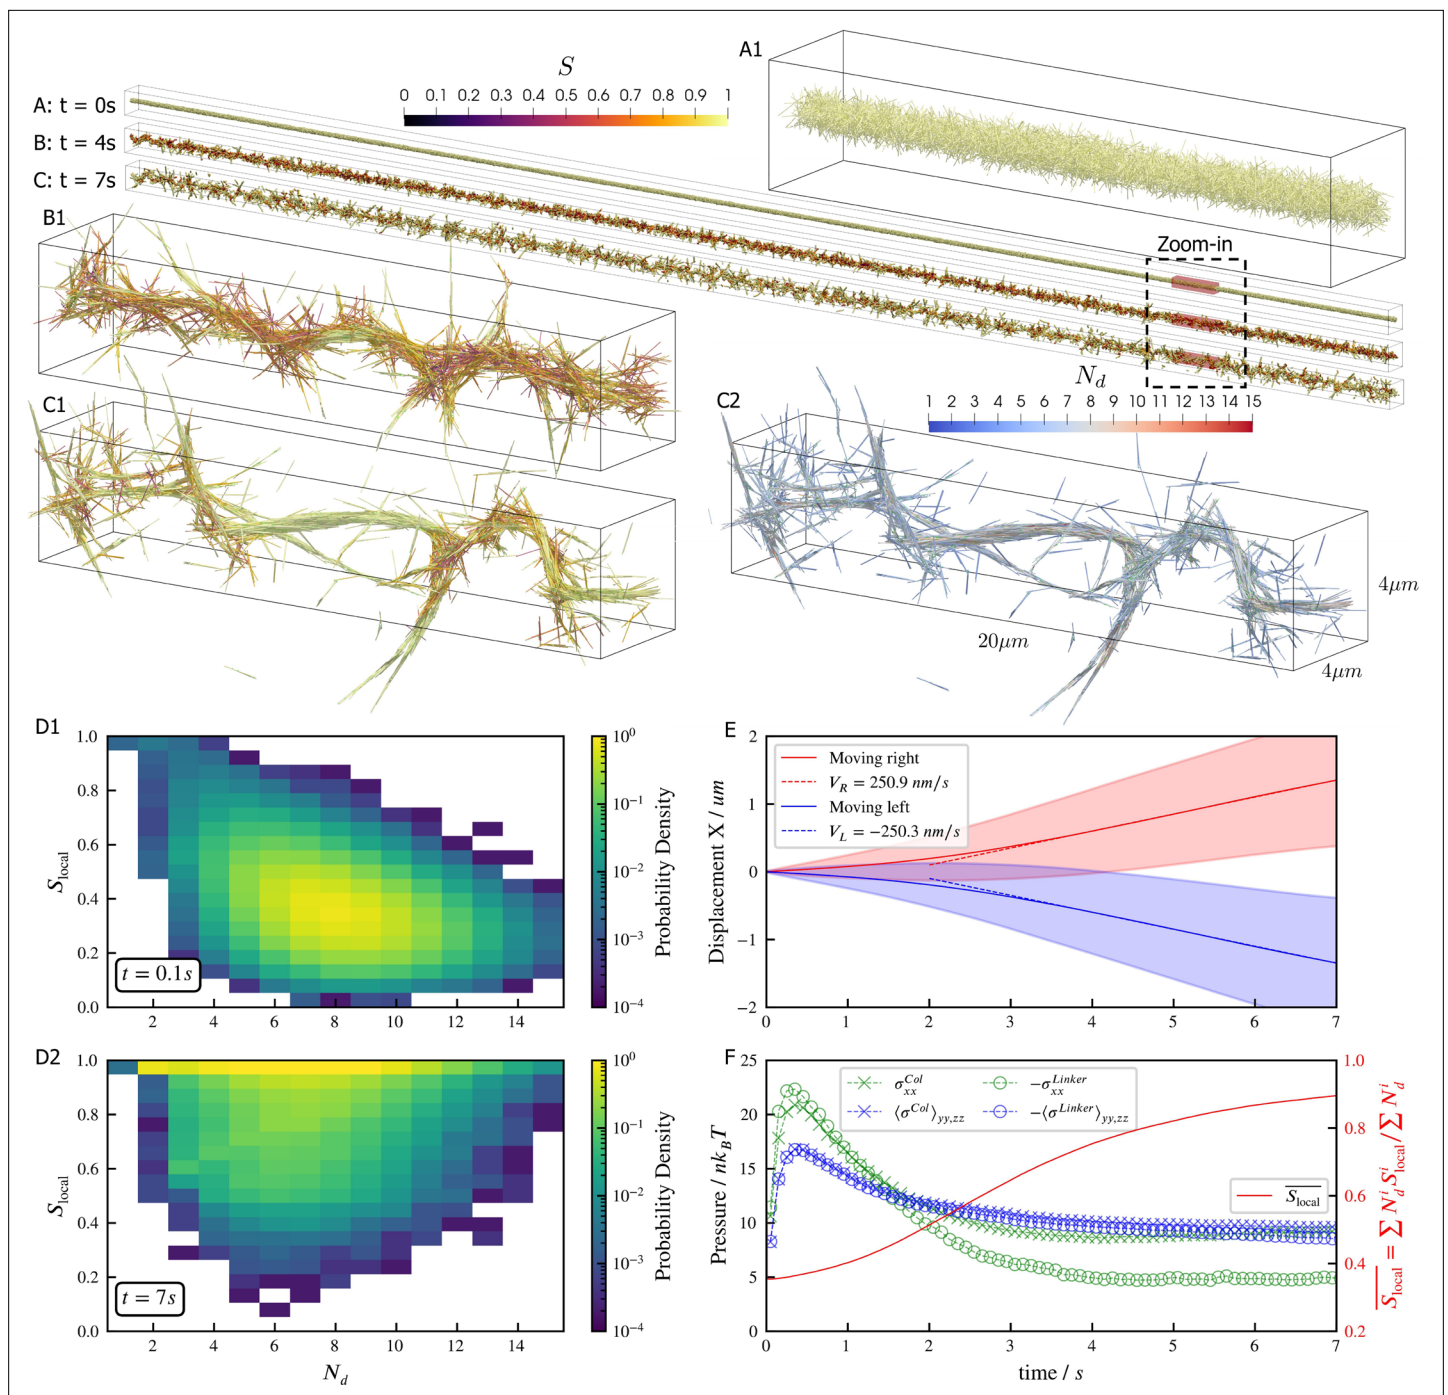 A1
S
0 0.1 0.2 0.3 0.4 0.5 0.6 0.7 0.8 0.9 1
A: t = 0s
B: t = 4s
C: t = 7s
B1
Zoom-in
N_d
1 2 3 4 5 6 7 8 9 10 11 12 13 14 15
C1
C2
4μm
20μm
4μm
D1
1.0
0.8
0.6
0.4
0.2
0.0
S_local
t = 0.1s
2 4 6 8 10 12 14
10^0
10^−1
10^−2
10^−3
10^−4
Probability Density
E
2
1
0
−1
−2
Displacement X / um
Moving right
V_R = 250.9 nm/s
Moving left
V_L = −250.3 nm/s
0 1 2 3 4 5 6 7
D2
1.0
0.8
0.6
0.4
0.2
0.0
S_local
t = 7s
2 4 6 8 10 12 14
N_d
10^0
10^−1
10^−2
10^−3
10^−4
Probability Density
F
25
20
15
10
5
0
Pressure / nk_BT
σ_xx^Col
−σ_xx^Linker
⟨σ^Col⟩_yy,zz
−⟨σ^Linker⟩_yy,zz
\overline{S_local}
0 1 2 3 4 5 6 7
time / s
1.0
0.8
0.6
0.4
0.2
\overline{S_local} = ∑ N_d^i S_local^i / ∑ N_d^i